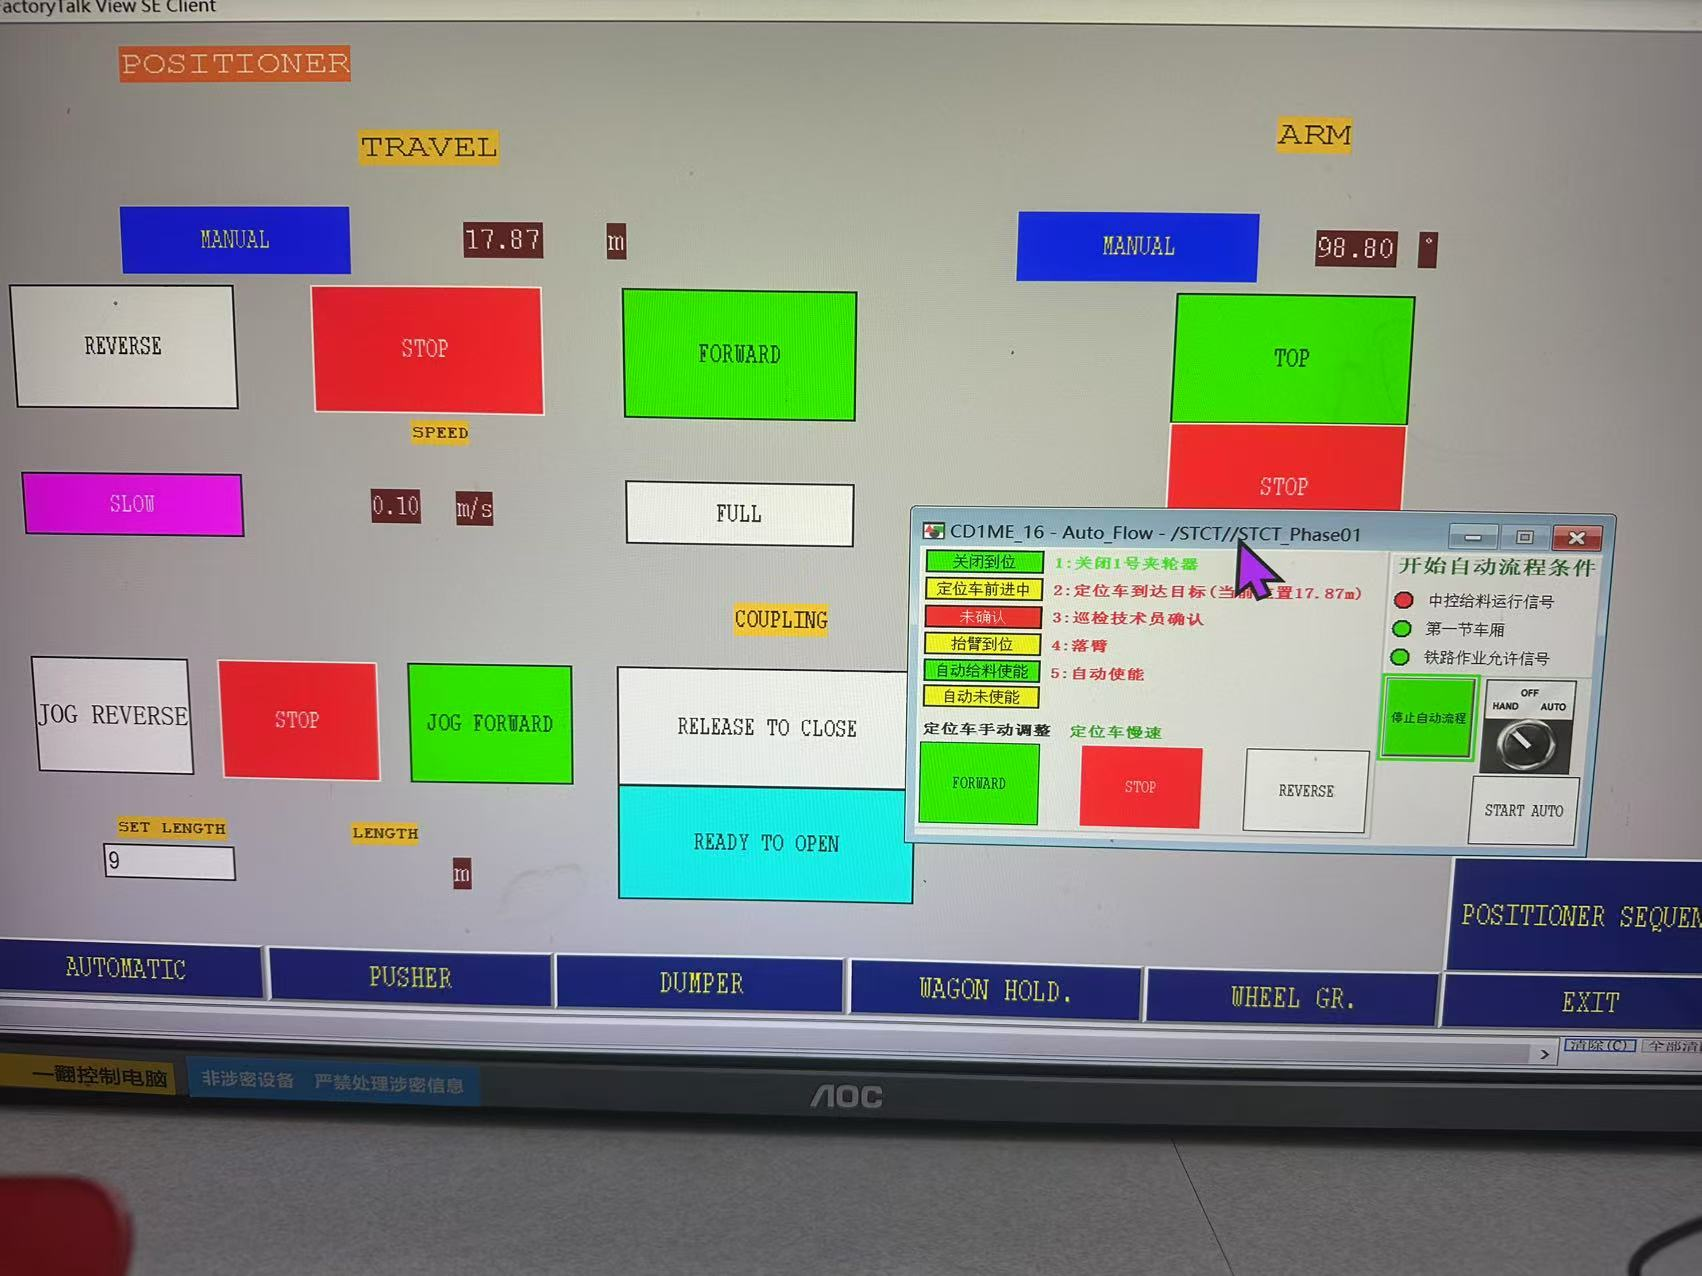 FactoryTalk View SE Client
POSITIONER
TRAVEL
ARM
MANUAL
17.87
m
MANUAL
98.80
°
REVERSE
STOP
FORWARD
TOP
SPEED
STOP
SLOW
0.10
m/s
FULL
CD1ME_16 - Auto_Flow - /STCT//STCT_Phase01
关闭到位
1:关闭1号夹轮器
定位车前进中
2:定位车到达目标(当前 置17.87m)
未确认
3:巡检技术员确认
抬臂到位
4:落臂
自动给料使能
5:自动使能
自动未使能
开始自动流程条件
中控给料运行信号
第一节车厢
铁路作业允许信号
停止自动流程
OFF
HAND
AUTO
定位车手动调整
定位车慢速
FORWARD
STOP
REVERSE
START AUTO
COUPLING
JOG REVERSE
STOP
JOG FORWARD
RELEASE TO CLOSE
READY TO OPEN
SET LENGTH
LENGTH
9
m
POSITIONER SEQUEN
AUTOMATIC
PUSHER
DUMPER
WAGON HOLD.
WHEEL GR.
EXIT
清除(C)
全部清
一翻控制电脑
非涉密设备 严禁处理涉密信息
AOC